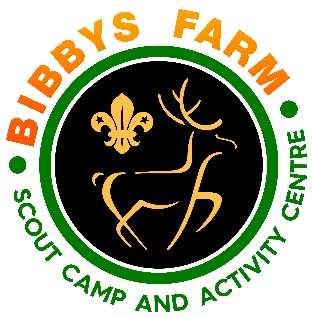 BIBBYS FARM
SCOUT CAMP AND ACTIVITY CENTRE